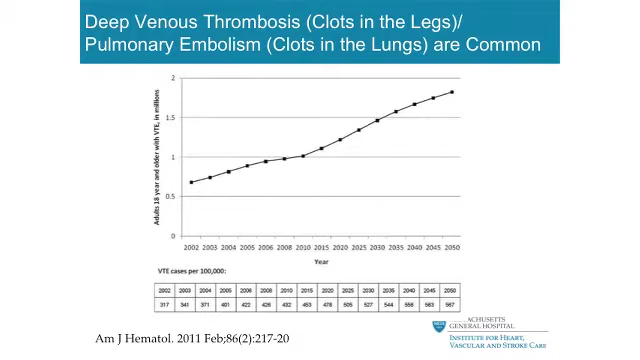 Deep Venous Thrombosis (Clots in the Legs)/
Pulmonary Embolism (Clots in the Lungs) are Common
Adults 18 year and older with VTE, in millions
2
1.5
1
0.5
0
2002 2003 2004 2005 2006 2008 2010 2015 2020 2025 2030 2035 2040 2045 2050
Year
VTE cases per 100,000:
2002 2003 2004 2005 2006 2008 2010 2015 2020 2025 2030 2035 2040 2045 2050
317 341 371 401 422 426 432 453 478 505 527 544 556 563 567
Am J Hematol. 2011 Feb;86(2):217-20
ACHUSETTS
GENERAL HOSPITAL
INSTITUTE FOR HEART,
VASCULAR AND STROKE CARE